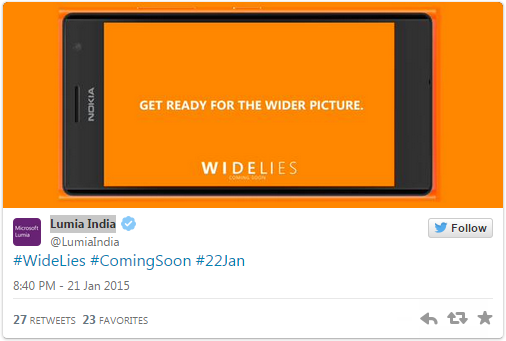 NOKIA
GET READY FOR THE WIDER PICTURE.
WIDELIES
COMING SOON
Microsoft
Lumia
Lumia India
@LumiaIndia
Follow
#WideLies #ComingSoon #22Jan
8:40 PM - 21 Jan 2015
27 RETWEETS 23 FAVORITES